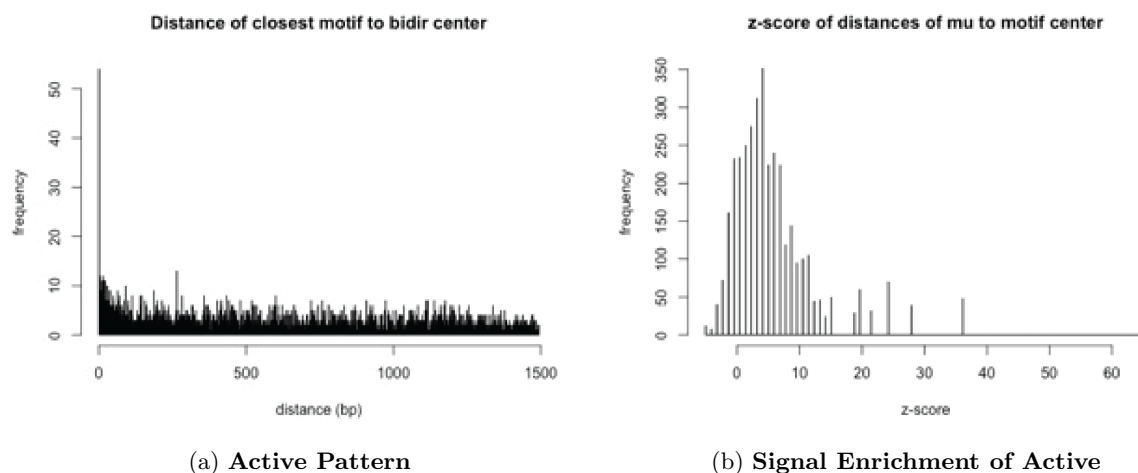 Distance of closest motif to bidir center
frequency
50
40
30
20
10
0
0 500 1000 1500
distance (bp)
(a) Active Pattern
z-score of distances of mu to motif center
frequency
350
300
250
200
150
100
50
0
0 10 20 30 40 50 60
z-score
(b) Signal Enrichment of Active